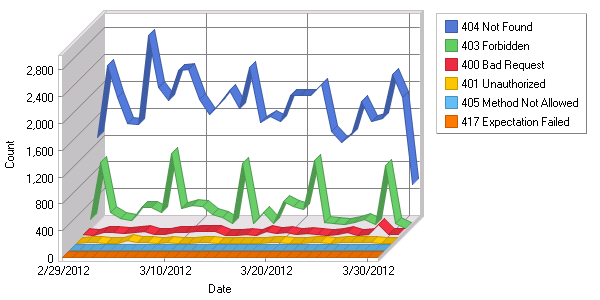 404 Not Found
403 Forbidden
400 Bad Request
401 Unauthorized
405 Method Not Allowed
417 Expectation Failed
2,800
2,400
2,000
1,600
1,200
800
400
0
Count
2/29/2012 3/10/2012 3/20/2012 3/30/2012
Date